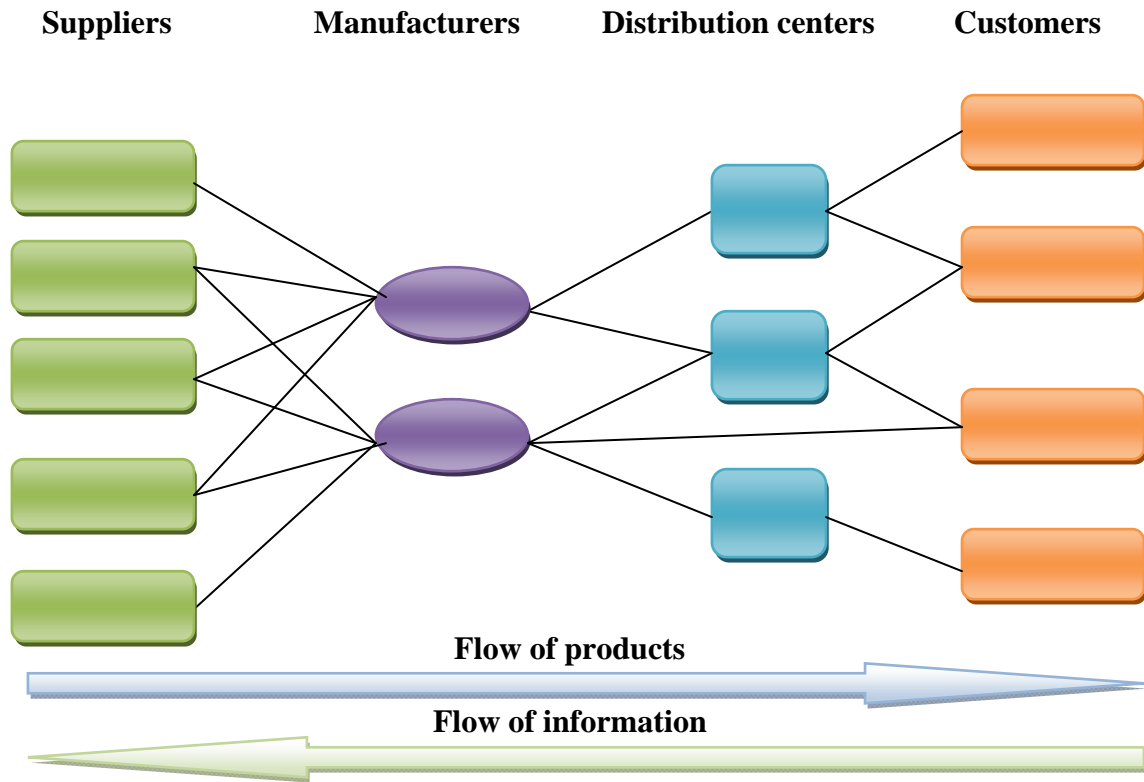 Suppliers Manufacturers Distribution centers Customers
Flow of products
Flow of information